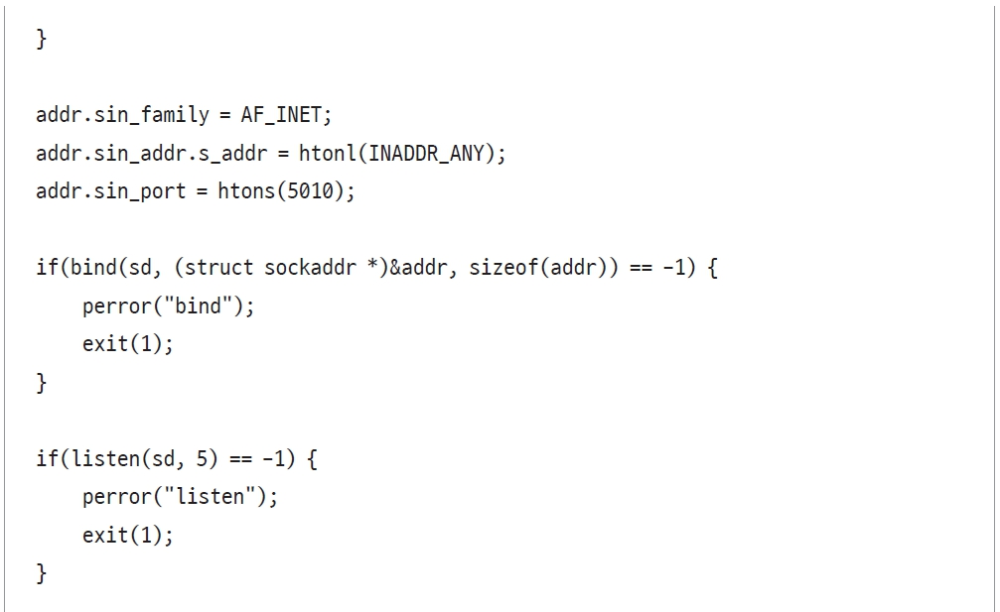 }
addr.sin_family = AF_INET;
addr.sin_addr.s_addr = htonl(INADDR_ANY);
addr.sin_port = htons(5010);
if(bind(sd, (struct sockaddr *)&addr, sizeof(addr)) == -1) {
    perror("bind");
    exit(1);
}
if(listen(sd, 5) == -1) {
    perror("listen");
    exit(1);
}